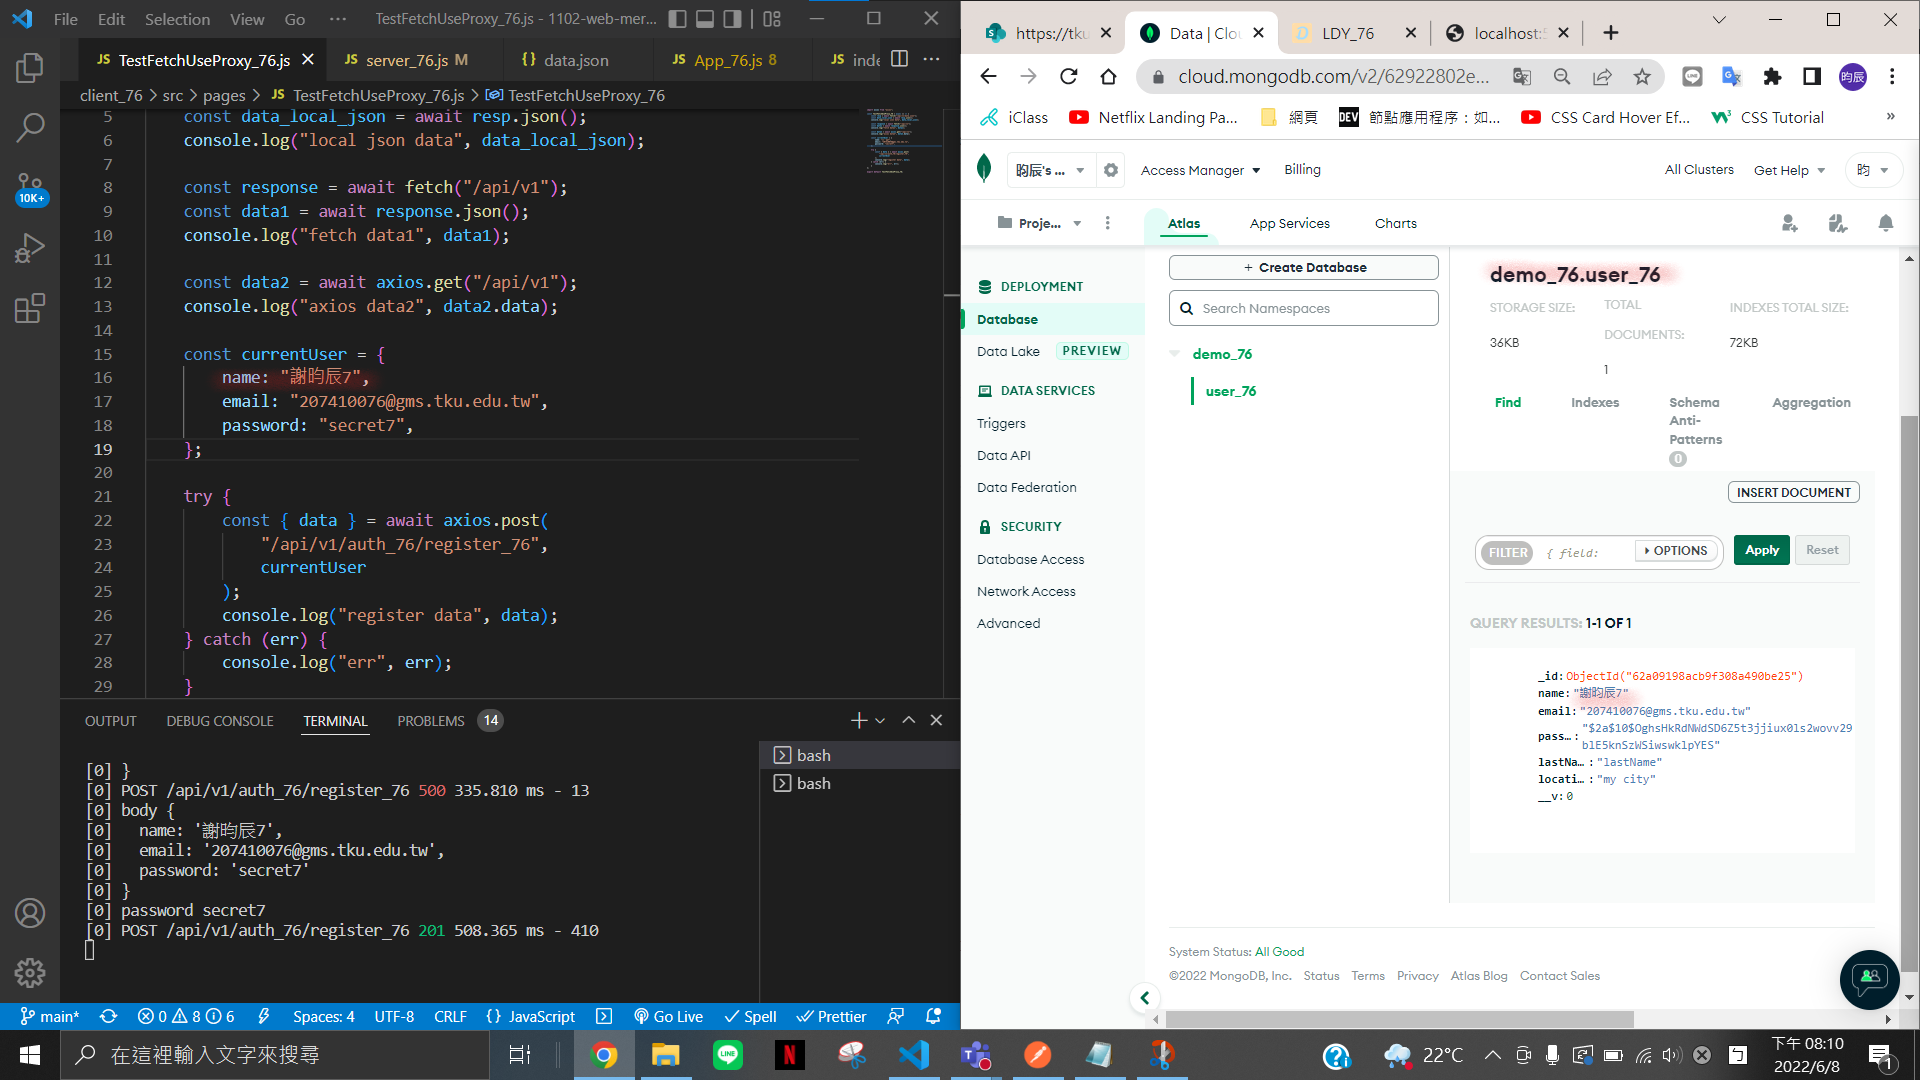 File Edit Selection View Go ··· TestFetchUseProxy_76.js - 1102-web-mer...
TestFetchUseProxy_76.js
server_76.js M
data.json
App_76.js 8
inde
client_76 > src > pages > TestFetchUseProxy_76.js > TestFetchUseProxy_76
5 const data_local_json = await resp.json();
6 console.log("local json data", data_local_json);
7
8 const response = await fetch("/api/v1");
9 const data1 = await response.json();
10 console.log("fetch data1", data1);
11
12 const data2 = await axios.get("/api/v1");
13 console.log("axios data2", data2.data);
14
15 const currentUser = {
16 name: "謝昀辰7",
17 email: "207410076@gms.tku.edu.tw",
18 password: "secret7",
19 };
20
21 try {
22 const { data } = await axios.post(
23 "/api/v1/auth_76/register_76",
24 currentUser
25 );
26 console.log("register data", data);
27 } catch (err) {
28 console.log("err", err);
29 }
10K+
OUTPUT DEBUG CONSOLE TERMINAL PROBLEMS 14
bash
bash
[0] }
[0] POST /api/v1/auth_76/register_76 500 335.810 ms - 13
[0] body {
[0] name: '謝昀辰7',
[0] email: '207410076@gms.tku.edu.tw',
[0] password: 'secret7'
[0] }
[0] password secret7
[0] POST /api/v1/auth_76/register_76 201 508.365 ms - 410
main* 0 8 6 Spaces: 4 UTF-8 CRLF {} JavaScript Go Live Spell Prettier
https://tku
Data | Clou
LDY_76
localhost:5
cloud.mongodb.com/v2/62922802e...
昀辰
iClass Netflix Landing Pa... 網頁 DEV 節點應用程序：如... CSS Card Hover Ef... CSS Tutorial »
昀辰's ... Access Manager Billing All Clusters Get Help 昀
Proje... Atlas App Services Charts
DEPLOYMENT
Database
Data Lake PREVIEW
DATA SERVICES
Triggers
Data API
Data Federation
SECURITY
Database Access
Network Access
Advanced
+ Create Database
Search Namespaces
demo_76
user_76
demo_76.user_76
STORAGE SIZE: 36KB
TOTAL DOCUMENTS: 1
INDEXES TOTAL SIZE: 72KB
Find Indexes Schema Anti-Patterns 0 Aggregation
INSERT DOCUMENT
FILTER { field: OPTIONS Apply Reset
QUERY RESULTS: 1-1 OF 1
_id: ObjectId("62a09198acb9f308a490be25")
name: "謝昀辰7"
email: "207410076@gms.tku.edu.tw"
pass... : "$2a$10$OghsHkRdNWdSD6Z5t3jjiux0ls2wovv29
blE5knSzWSiwswklpYES"
lastNa... : "lastName"
locati... : "my city"
__v: 0
System Status: All Good
©2022 MongoDB, Inc. Status Terms Privacy Atlas Blog Contact Sales
在這裡輸入文字來搜尋
LINE
N
22°C
下午 08:10
2022/6/8
1